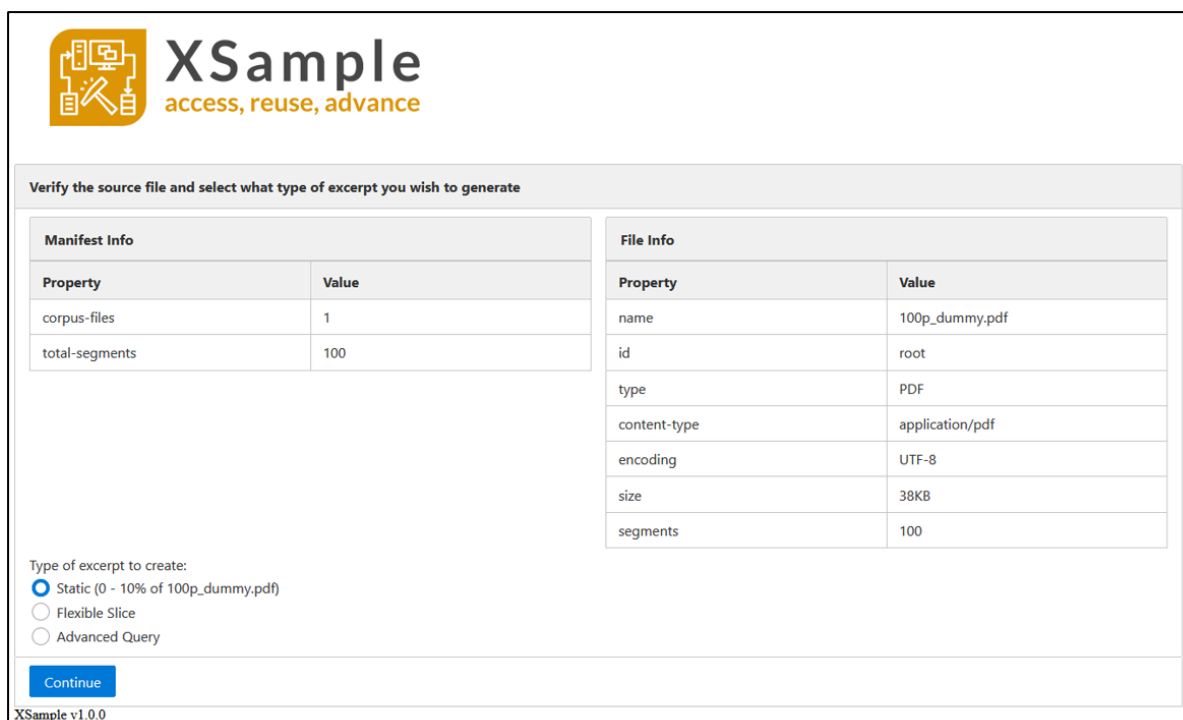 XSample
access, reuse, advance
Verify the source file and select what type of excerpt you wish to generate
Manifest Info
Property Value
corpus-files 1
total-segments 100
File Info
Property Value
name 100p_dummy.pdf
id root
type PDF
content-type application/pdf
encoding UTF-8
size 38KB
segments 100
Type of excerpt to create:
Static (0 - 10% of 100p_dummy.pdf)
Flexible Slice
Advanced Query
Continue
XSample v1.0.0